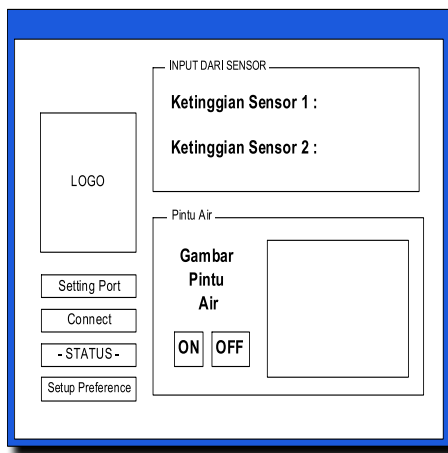 INPUT DARI SENSOR
Ketinggian Sensor 1 :
Ketinggian Sensor 2 :
LOGO
Pintu Air
Gambar
Pintu
Air
ON OFF
Setting Port
Connect
- STATUS -
Setup Preference